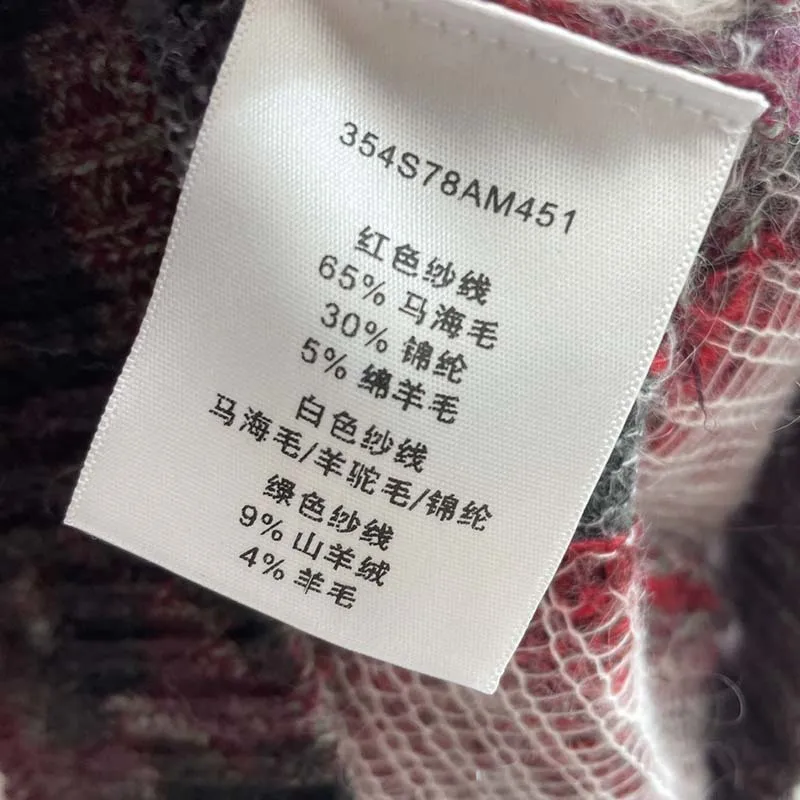 354S78AM451
红色纱线
65% 马海毛
30% 锦纶
5% 绵羊毛
白色纱线
马海毛/羊驼毛/锦纶
绿色纱线
9% 山羊绒
4% 羊毛